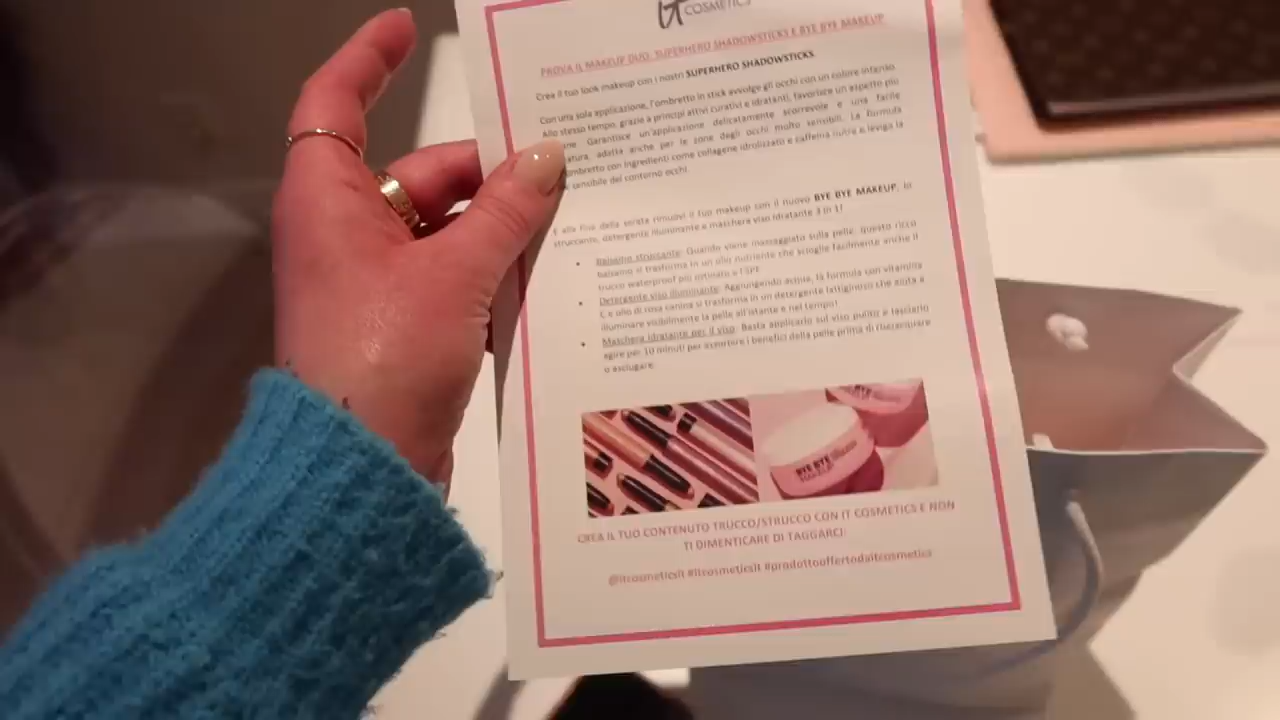 IT COSMETICS
PROVA IL MAKEUP DUO: SUPERHERO SHADOWSTICKS E BYE BYE MAKEUP
Crea il tuo look makeup con i nostri SUPERHERO SHADOWSTICKS.
Con una sola applicazione, l'ombretto in stick avvolge gli occhi con un colore intenso.
Allo stesso tempo, grazie a principi attivi curativi e idratanti, favorisce un aspetto più
ne. Garantisce un'applicazione delicatamente scorrevole e una facile
atura, adatta anche per le zone degli occhi molto sensibili. La formula
ombretto con ingredienti come collagene idrolizzato e caffeina nutre e leviga la
sensibile del contorno occhi.
E alla fine della serata rimuovi il tuo makeup con il nuovo BYE BYE MAKEUP, lo
struccante, detergente illuminante e maschera viso idratante 3 in 1!
• Balsamo struccante: Quando viene massaggiato sulla pelle, questo ricco
balsamo si trasforma in un olio nutriente che scioglie facilmente anche il
trucco waterproof più ostinato e l'SPF.
• Detergente viso illuminante: Aggiungendo acqua, la formula con vitamina
C e olio di rosa canina si trasforma in un detergente lattiginoso che aiuta a
illuminare visibilmente la pelle all'istante e nel tempo!
• Maschera idratante per il viso: Basta applicarlo sul viso pulito e lasciarlo
agire per 10 minuti per assorbire i benefici della pelle prima di risciacquare
o asciugare.
BYE BYE
MAKEUP
CREA IL TUO CONTENUTO TRUCCO/STRUCCO CON IT COSMETICS E NON
TI DIMENTICARE DI TAGGARCI:
@itcosmeticsit #itcosmeticsit #prodottooffertodaitcosmetics